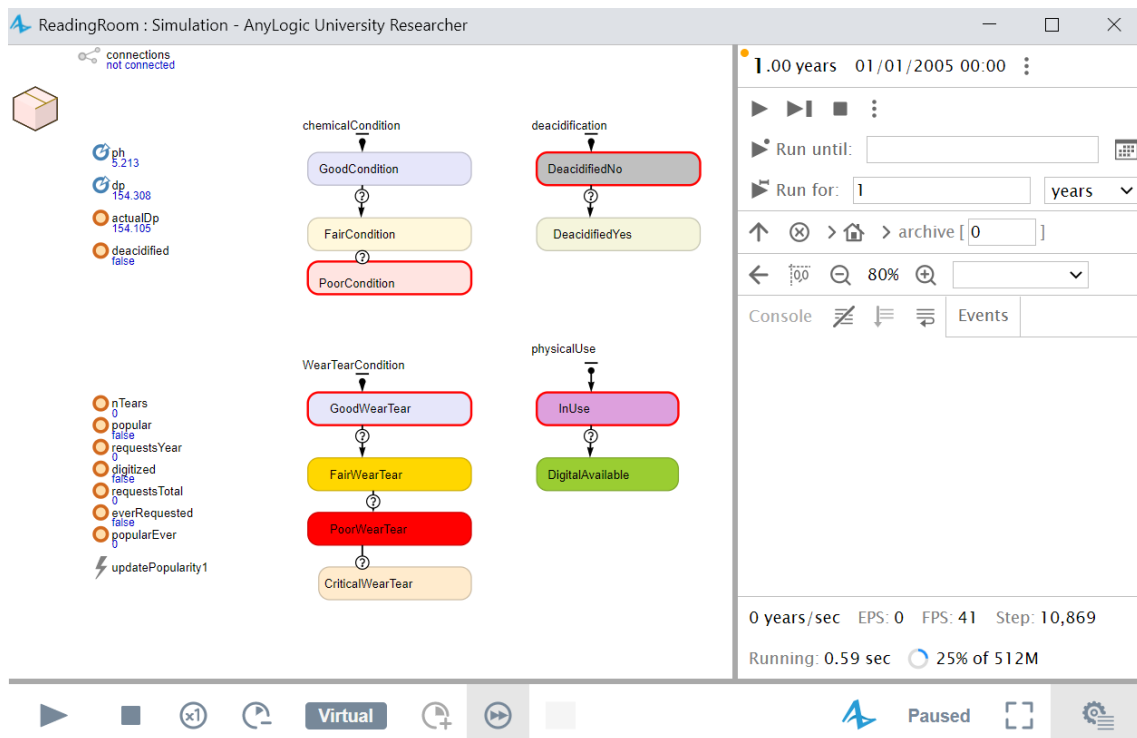 ReadingRoom : Simulation - AnyLogic University Researcher
connections
not connected
ph
5.213
dp
154.308
actualDp
154.105
deacidified
false
chemicalCondition
GoodCondition
?
FairCondition
?
PoorCondition
deacidification
DeacidifiedNo
?
DeacidifiedYes
nTears
0
popular
false
requestsYear
0
digitized
false
requestsTotal
0
everRequested
false
popularEver
0
updatePopularity1
WearTearCondition
GoodWearTear
?
FairWearTear
?
PoorWearTear
?
CriticalWearTear
physicalUse
InUse
?
DigitalAvailable
1.00 years 01/01/2005 00:00
Run until:
Run for: 1 years
archive [ 0 ]
0,0 80%
Console Events
0 years/sec EPS: 0 FPS: 41 Step: 10,869
Running: 0.59 sec 25% of 512M
x1 Virtual Paused